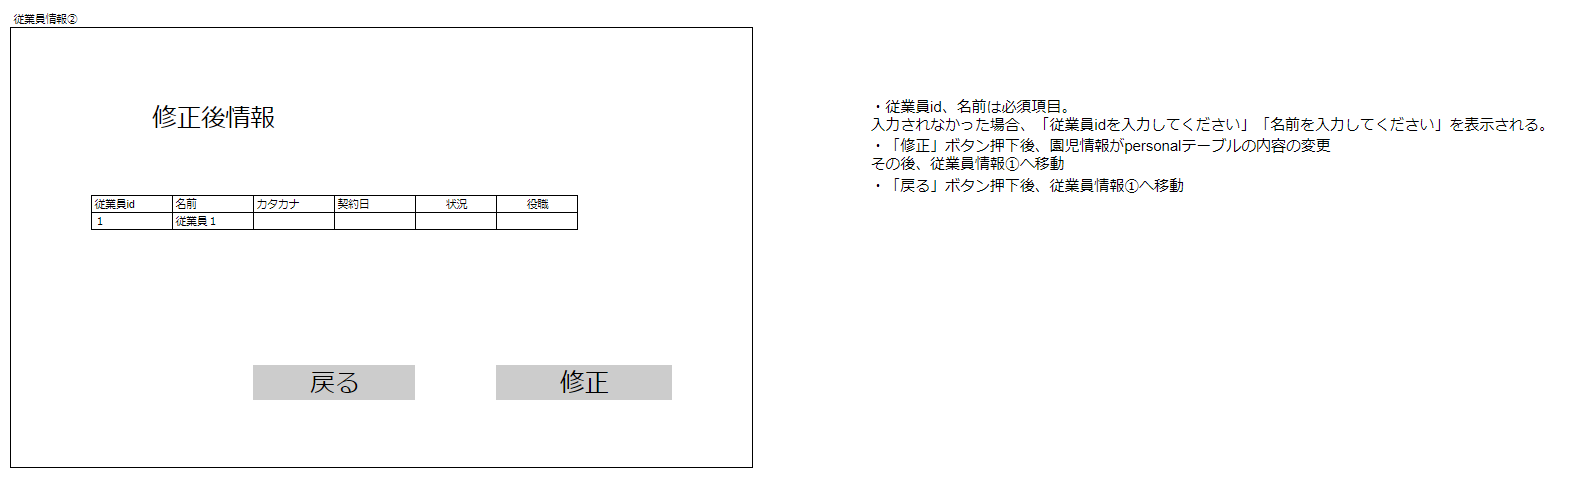 従業員情報②
修正後情報
従業員id 名前 カタカナ 契約日 状況 役職
1 従業員1
戻る 修正
・従業員id、名前は必須項目。
入力されなかった場合、「従業員idを入力してください」「名前を入力してください」を表示される。
・「修正」ボタン押下後、園児情報がpersonalテーブルの内容の変更
その後、従業員情報①へ移動
・「戻る」ボタン押下後、従業員情報①へ移動